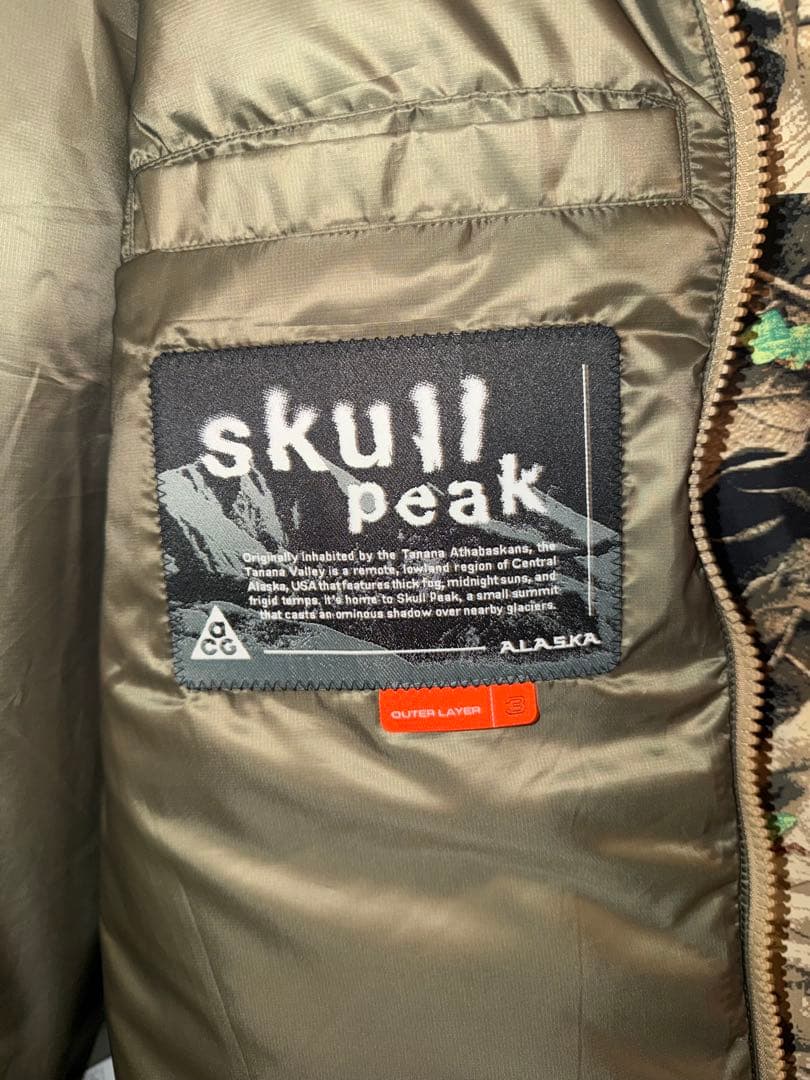 skull
peak
Originally inhabited by the Tanana Athabaskans, the
Tanana Valley is a remote, lowland region of Central
Alaska, USA that features thick fog, midnight suns, and
frigid temps. It's home to Skull Peak, a small summit
that casts an ominous shadow over nearby glaciers.
a
CG
ALASKA
OUTER LAYER 3